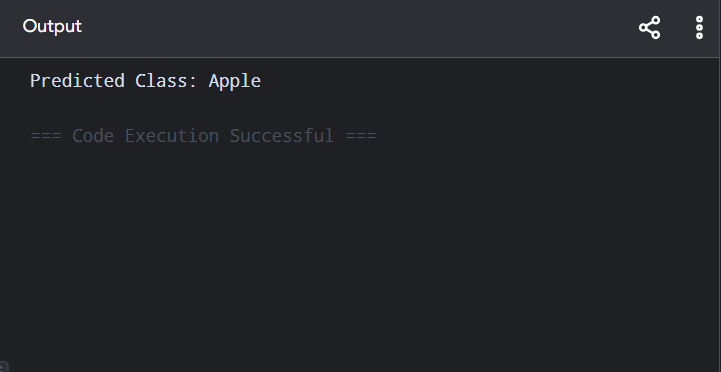 Output
Predicted Class: Apple
=== Code Execution Successful ===